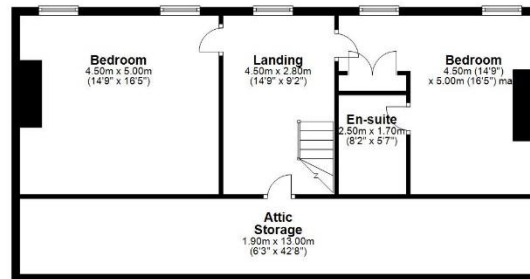 Bedroom
4.50m x 5.00m
(14'9" x 16'5")
Landing
4.50m x 2.80m
(14'9" x 9'2")
Bedroom
4.50m (14'9")
x 5.00m (16'5") ma
En-suite
2.50m x 1.70m
(8'2" x 5'7")
Attic
Storage
1.90m x 13.00m
(6'3" x 42'8")